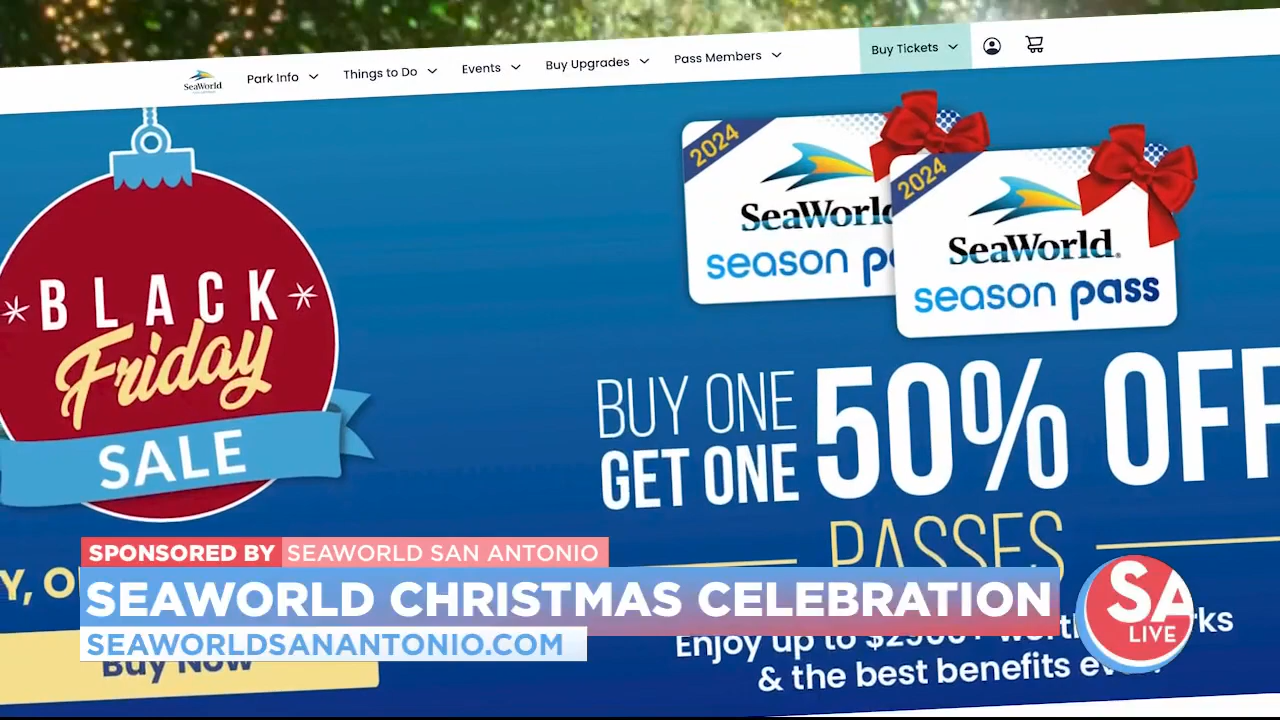 SeaWorld
Park Info
Things to Do
Events
Buy Upgrades
Pass Members
Buy Tickets
BLACK
Friday
SALE
2024
SeaWorld
season
2024
SeaWorld
season pass
BUY ONE
GET ONE
50% OFF
PASSES
SPONSORED BY SEAWORLD SAN ANTONIO
SEAWORLD CHRISTMAS CELEBRATION
SEAWORLDSANANTONIO.COM
SA
LIVE
Buy Now
Enjoy up to
& the best benefits